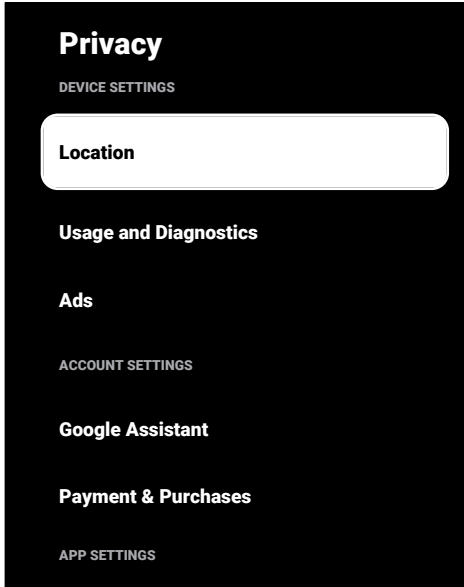 Privacy
DEVICE SETTINGS
Location
Usage and Diagnostics
Ads
ACCOUNT SETTINGS
Google Assistant
Payment & Purchases
APP SETTINGS